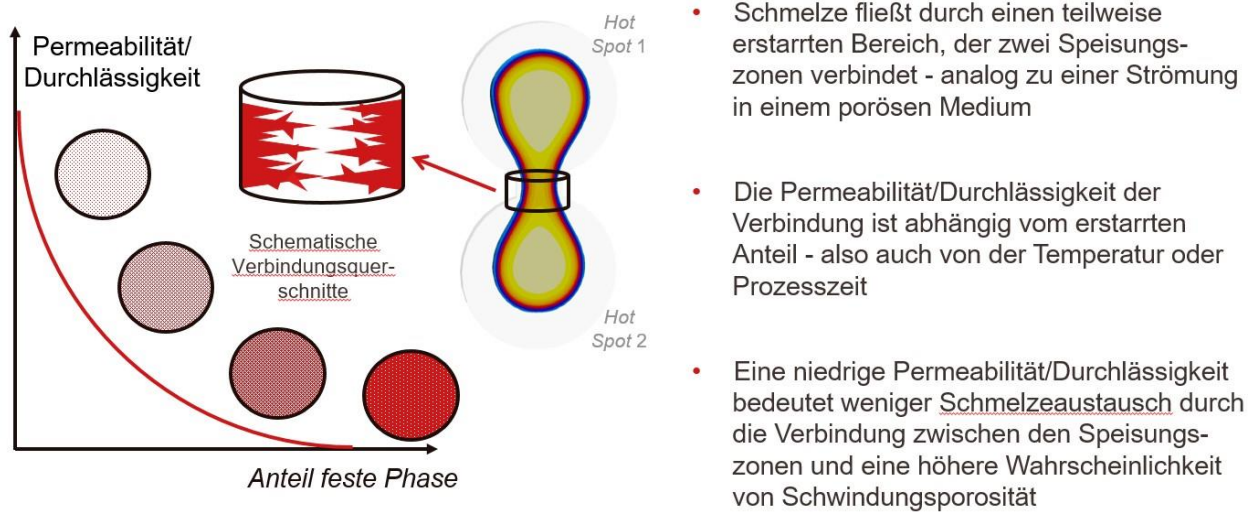 Permeabilität/
Durchlässigkeit
Schematische
Verbindungsquer-
schnitte
Anteil feste Phase
Hot
Spot 1
Hot
Spot 2
• Schmelze fließt durch einen teilweise
erstarrten Bereich, der zwei Speisungs-
zonen verbindet - analog zu einer Strömung
in einem porösen Medium
• Die Permeabilität/Durchlässigkeit der
Verbindung ist abhängig vom erstarrten
Anteil - also auch von der Temperatur oder
Prozesszeit
• Eine niedrige Permeabilität/Durchlässigkeit
bedeutet weniger Schmelzeaustausch durch
die Verbindung zwischen den Speisungs-
zonen und eine höhere Wahrscheinlichkeit
von Schwindungsporosität